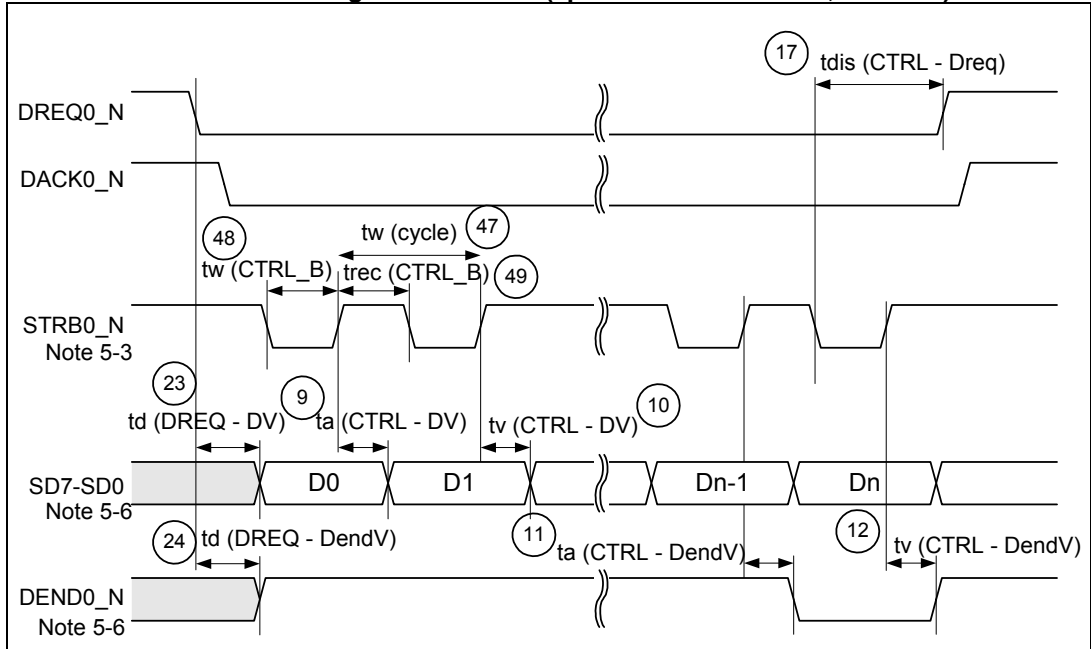 17
tdis (CTRL - Dreq)
DREQ0_N
DACK0_N
48
tw (cycle)
47
tw (CTRL_B)
trec (CTRL_B)
49
STRB0_N
Note 5-3
23
9
10
td (DREQ - DV)
ta (CTRL - DV)
tv (CTRL - DV)
SD7-SD0
Note 5-6
D0
D1
Dn-1
Dn
24
td (DREQ - DendV)
11
ta (CTRL - DendV)
12
tv (CTRL - DendV)
DEND0_N
Note 5-6